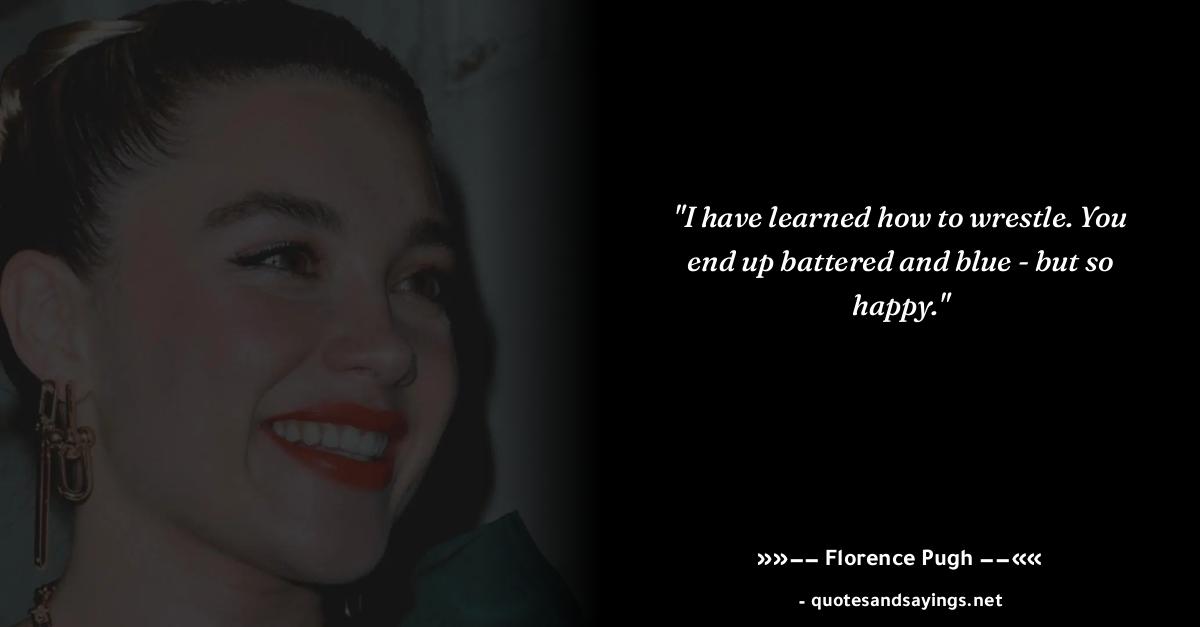 "I have learned how to wrestle. You
end up battered and blue - but so
happy."
»»−− Florence Pugh −−««
- quotesandsayings.net